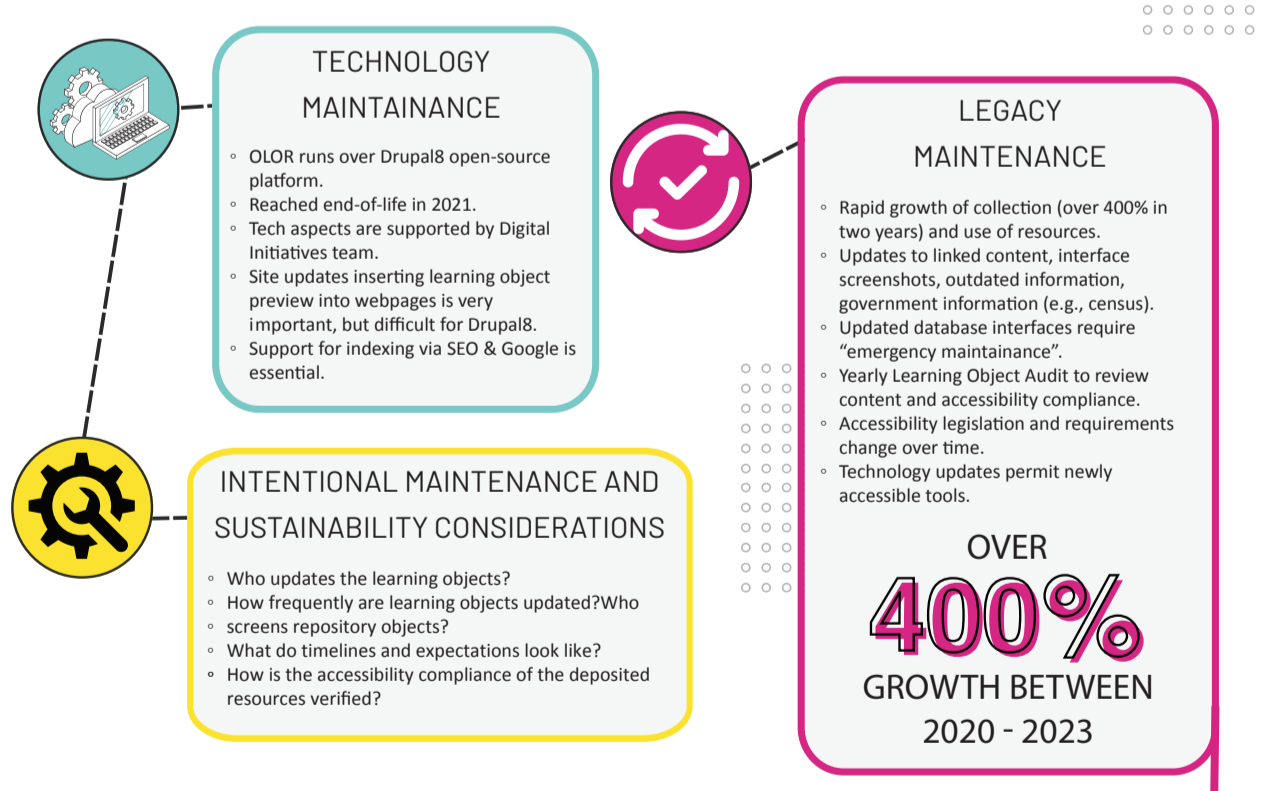 TECHNOLOGY
MAINTAINANCE
◦ OLOR runs over Drupal8 open-source
platform.
◦ Reached end-of-life in 2021.
◦ Tech aspects are supported by Digital
Initiatives team.
◦ Site updates inserting learning object
preview into webpages is very
important, but difficult for Drupal8.
◦ Support for indexing via SEO & Google is
essential.
INTENTIONAL MAINTENANCE AND
SUSTAINABILITY CONSIDERATIONS
◦ Who updates the learning objects?
◦ How frequently are learning objects updated?Who
◦ screens repository objects?
◦ What do timelines and expectations look like?
◦ How is the accessibility compliance of the deposited
resources verified?
LEGACY
MAINTENANCE
◦ Rapid growth of collection (over 400% in
two years) and use of resources.
◦ Updates to linked content, interface
screenshots, outdated information,
government information (e.g., census).
◦ Updated database interfaces require
“emergency maintainance”.
◦ Yearly Learning Object Audit to review
content and accessibility compliance.
◦ Accessibility legislation and requirements
change over time.
◦ Technology updates permit newly
accessible tools.
OVER
400%
GROWTH BETWEEN
2020 - 2023